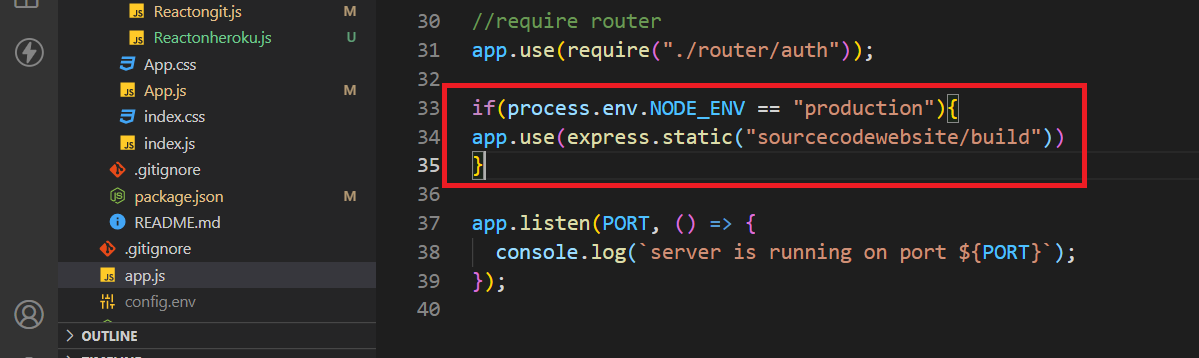 Reactongit.js M
Reactonheroku.js U
App.css
App.js M
index.css
index.js
.gitignore
package.json M
README.md
.gitignore
app.js
config.env
OUTLINE
30 //require router
31 app.use(require("./router/auth"));
32
33 if(process.env.NODE_ENV == "production"){
34 app.use(express.static("sourcecodewebsite/build"))
35 }
36
37 app.listen(PORT, () => {
38 console.log(`server is running on port ${PORT}`);
39 });
40